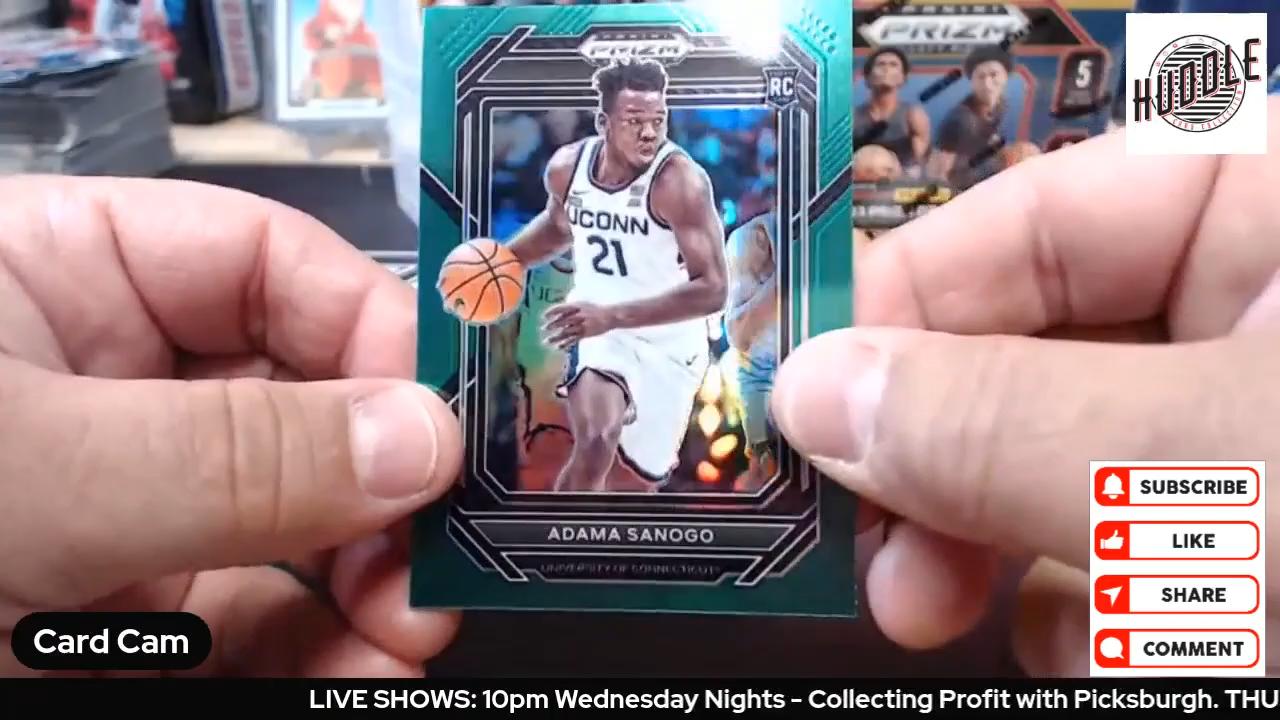 PANINI
PRIZM
RC
UCONN
21
ADAMA SANOGO
UNIVERSITY OF CONNECTICUT
PRIZM
5
HUDDLE
SUBSCRIBE
LIKE
SHARE
COMMENT
Card Cam
LIVE SHOWS: 10pm Wednesday Nights - Collecting Profit with Picksburgh. THU